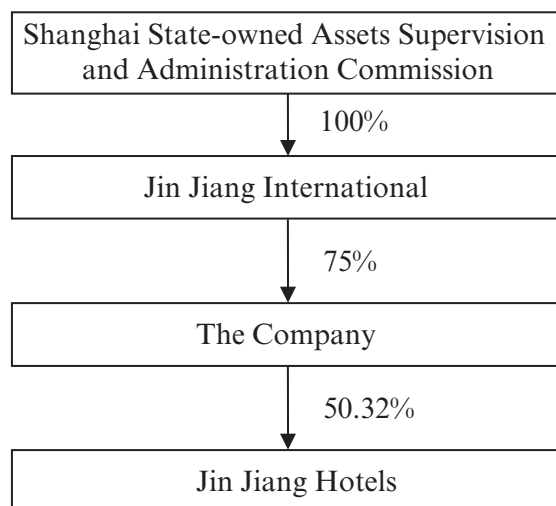 Shanghai State-owned Assets Supervision
and Administration Commission
100%
Jin Jiang International
75%
The Company
50.32%
Jin Jiang Hotels